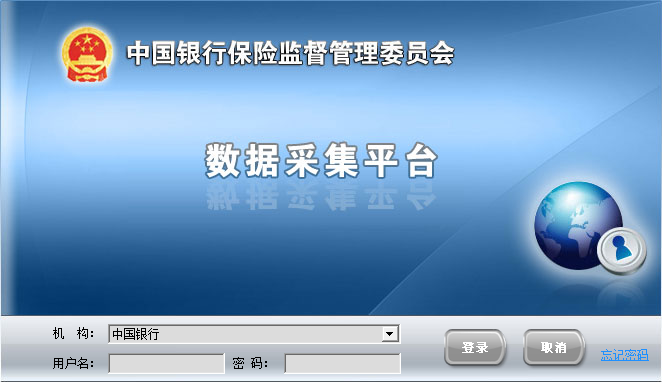 中国银行保险监督管理委员会
数据采集平台
机 构： 中国银行
用户名： 密 码：
登录 取消 忘记密码